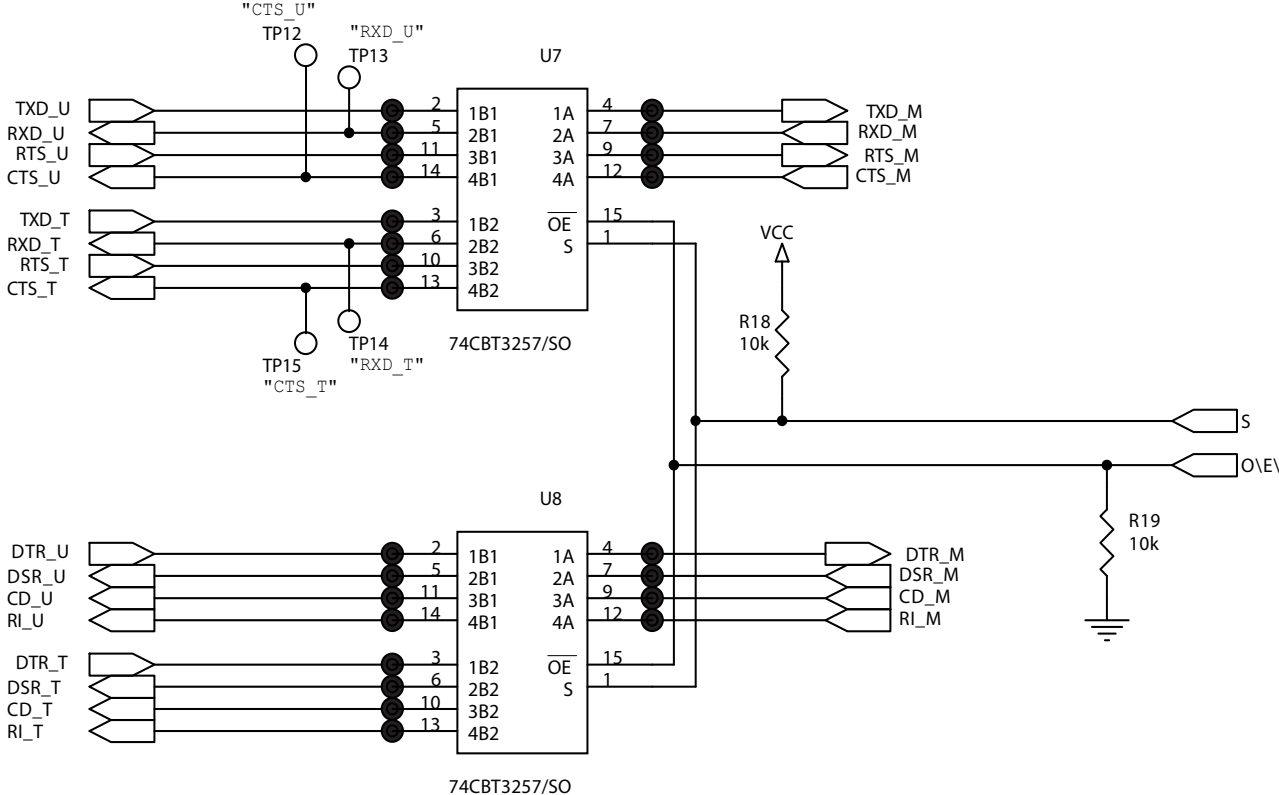 "CTS_U"
TP12
"RXD_U"
TP13
U7
TXD_U
RXD_U
RTS_U
CTS_U
2
5
11
14
1B1
2B1
3B1
4B1
1A
2A
3A
4A
4
7
9
12
TXD_M
RXD_M
RTS_M
CTS_M
TXD_T
RXD_T
RTS_T
CTS_T
3
6
10
13
1B2
2B2
3B2
4B2
OE
S
15
1
VCC
R18
10k
TP14
"RXD_T"
TP15
"CTS_T"
74CBT3257/SO
S
O\E\
R19
10k
U8
DTR_U
DSR_U
CD_U
RI_U
2
5
11
14
1B1
2B1
3B1
4B1
1A
2A
3A
4A
4
7
9
12
DTR_M
DSR_M
CD_M
RI_M
DTR_T
DSR_T
CD_T
RI_T
3
6
10
13
1B2
2B2
3B2
4B2
OE
S
15
1
74CBT3257/SO